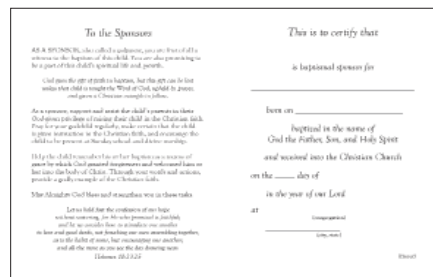 To the Sponsors
AS A SPONSOR, also called a godparent, you are first of all a
witness to the baptism of this child. You are also promising to
be a part of this child's spiritual life and growth.
God gives the gift of faith in baptism, but this gift can be lost
unless that child is taught the Word of God, upheld by prayer,
and given a Christian example to follow.
As a sponsor, support and assist the child's parents in their
God-given privilege of raising their child in the Christian faith.
Pray for your godchild regularly, make certain that the child
is given instruction in the Christian faith, and encourage the
child to be present at Sunday school and divine worship.
Help the child remember his or her baptism as a means of
grace by which God granted forgiveness and welcomed him or
her into the body of Christ. Through your words and actions,
provide a godly example of the Christian faith.
May Almighty God bless and strengthen you in these tasks.
Let us hold fast the confession of our hope
without wavering, for He who promised is faithful;
and let us consider how to stimulate one another
to love and good deeds, not forsaking our own assembling together,
as is the habit of some, but encouraging one another,
and all the more as you see the day drawing near.
Hebrews 10:23-25
This is to certify that
is baptismal sponsor for
born on
baptized in the name of
God the Father, Son, and Holy Spirit
and received into the Christian Church
on the day of
in the year of our Lord
at
(congregation)
(city, state)